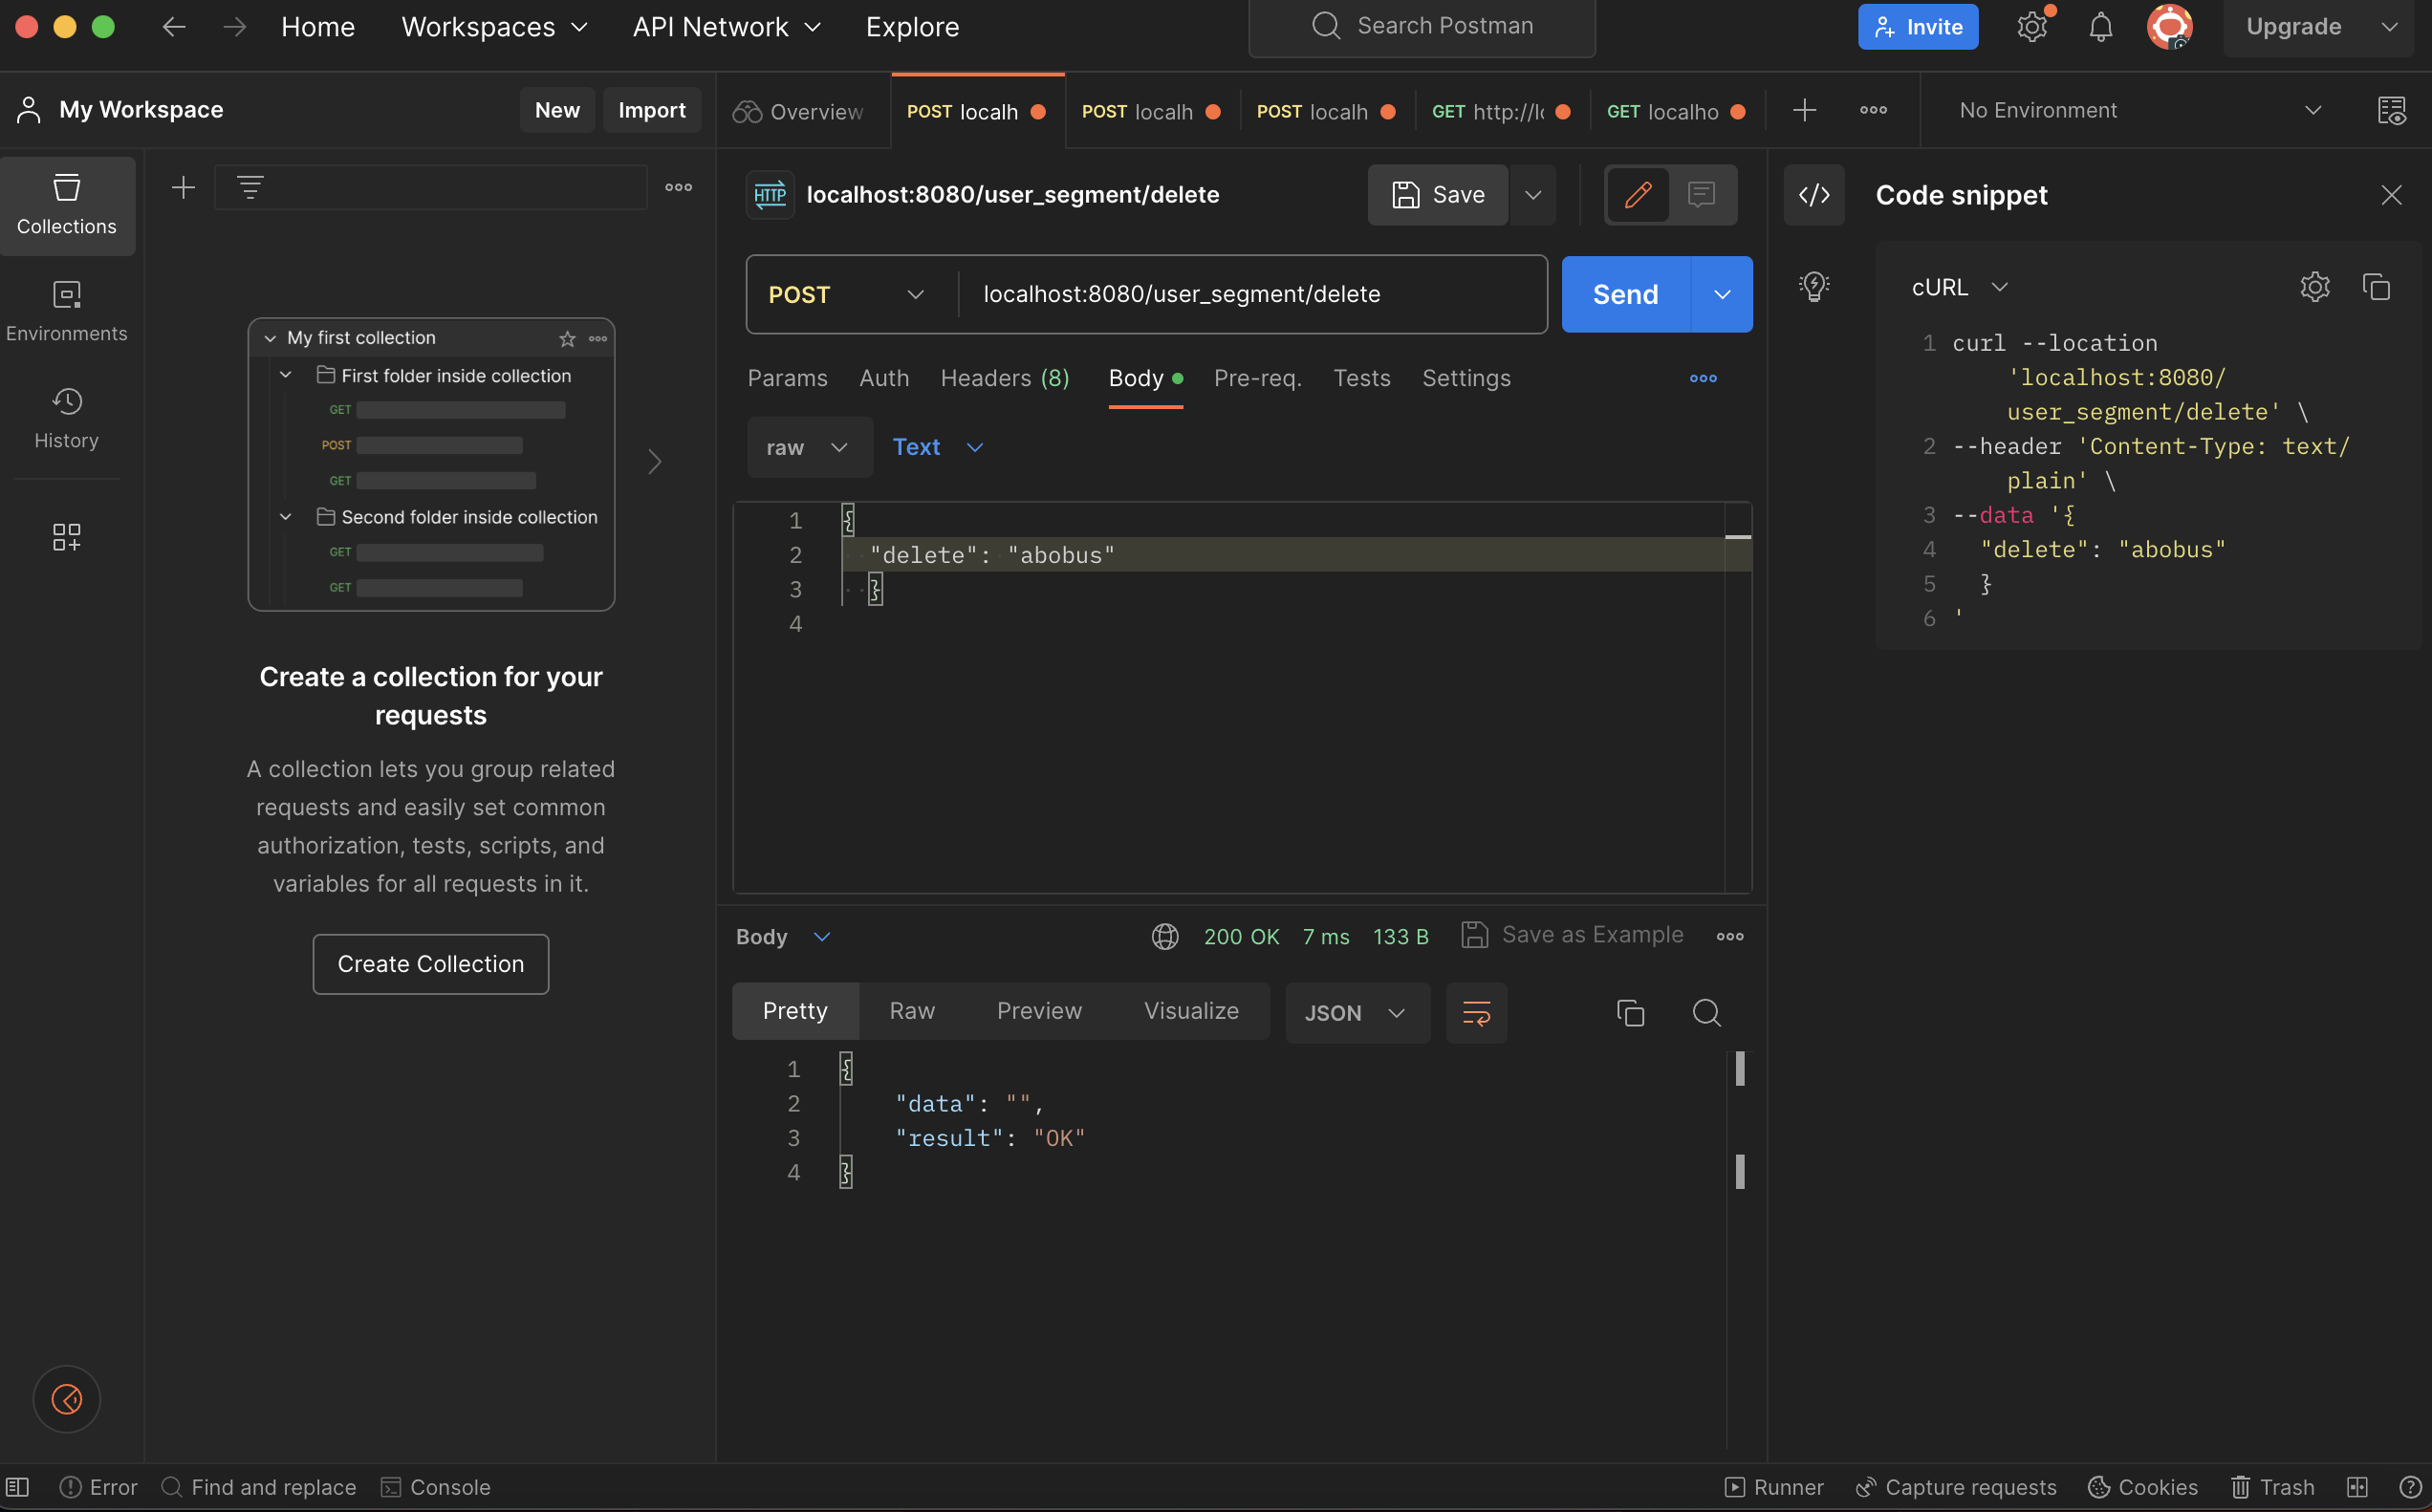 Home Workspaces API Network Explore Search Postman Invite Upgrade
My Workspace New Import Overview POST localh POST localh POST localh GET http://lo GET localho No Environment
Collections
Environments
History
My first collection
First folder inside collection
GET
POST
GET
Second folder inside collection
GET
GET
Create a collection for your
requests
A collection lets you group related
requests and easily set common
authorization, tests, scripts, and
variables for all requests in it.
Create Collection
HTTP localhost:8080/user_segment/delete Save
POST localhost:8080/user_segment/delete Send
Params Auth Headers (8) Body Pre-req. Tests Settings
raw Text
1 {
2 "delete": "abobus"
3 }
4
Body 200 OK 7 ms 133 B Save as Example
Pretty Raw Preview Visualize JSON
1 {
2 "data": "",
3 "result": "OK"
4 }
Code snippet
cURL
1 curl --location
'localhost:8080/
user_segment/delete' \
2 --header 'Content-Type: text/
plain' \
3 --data '{
4 "delete": "abobus"
5 }
6 '
Error Find and replace Console Runner Capture requests Cookies Trash